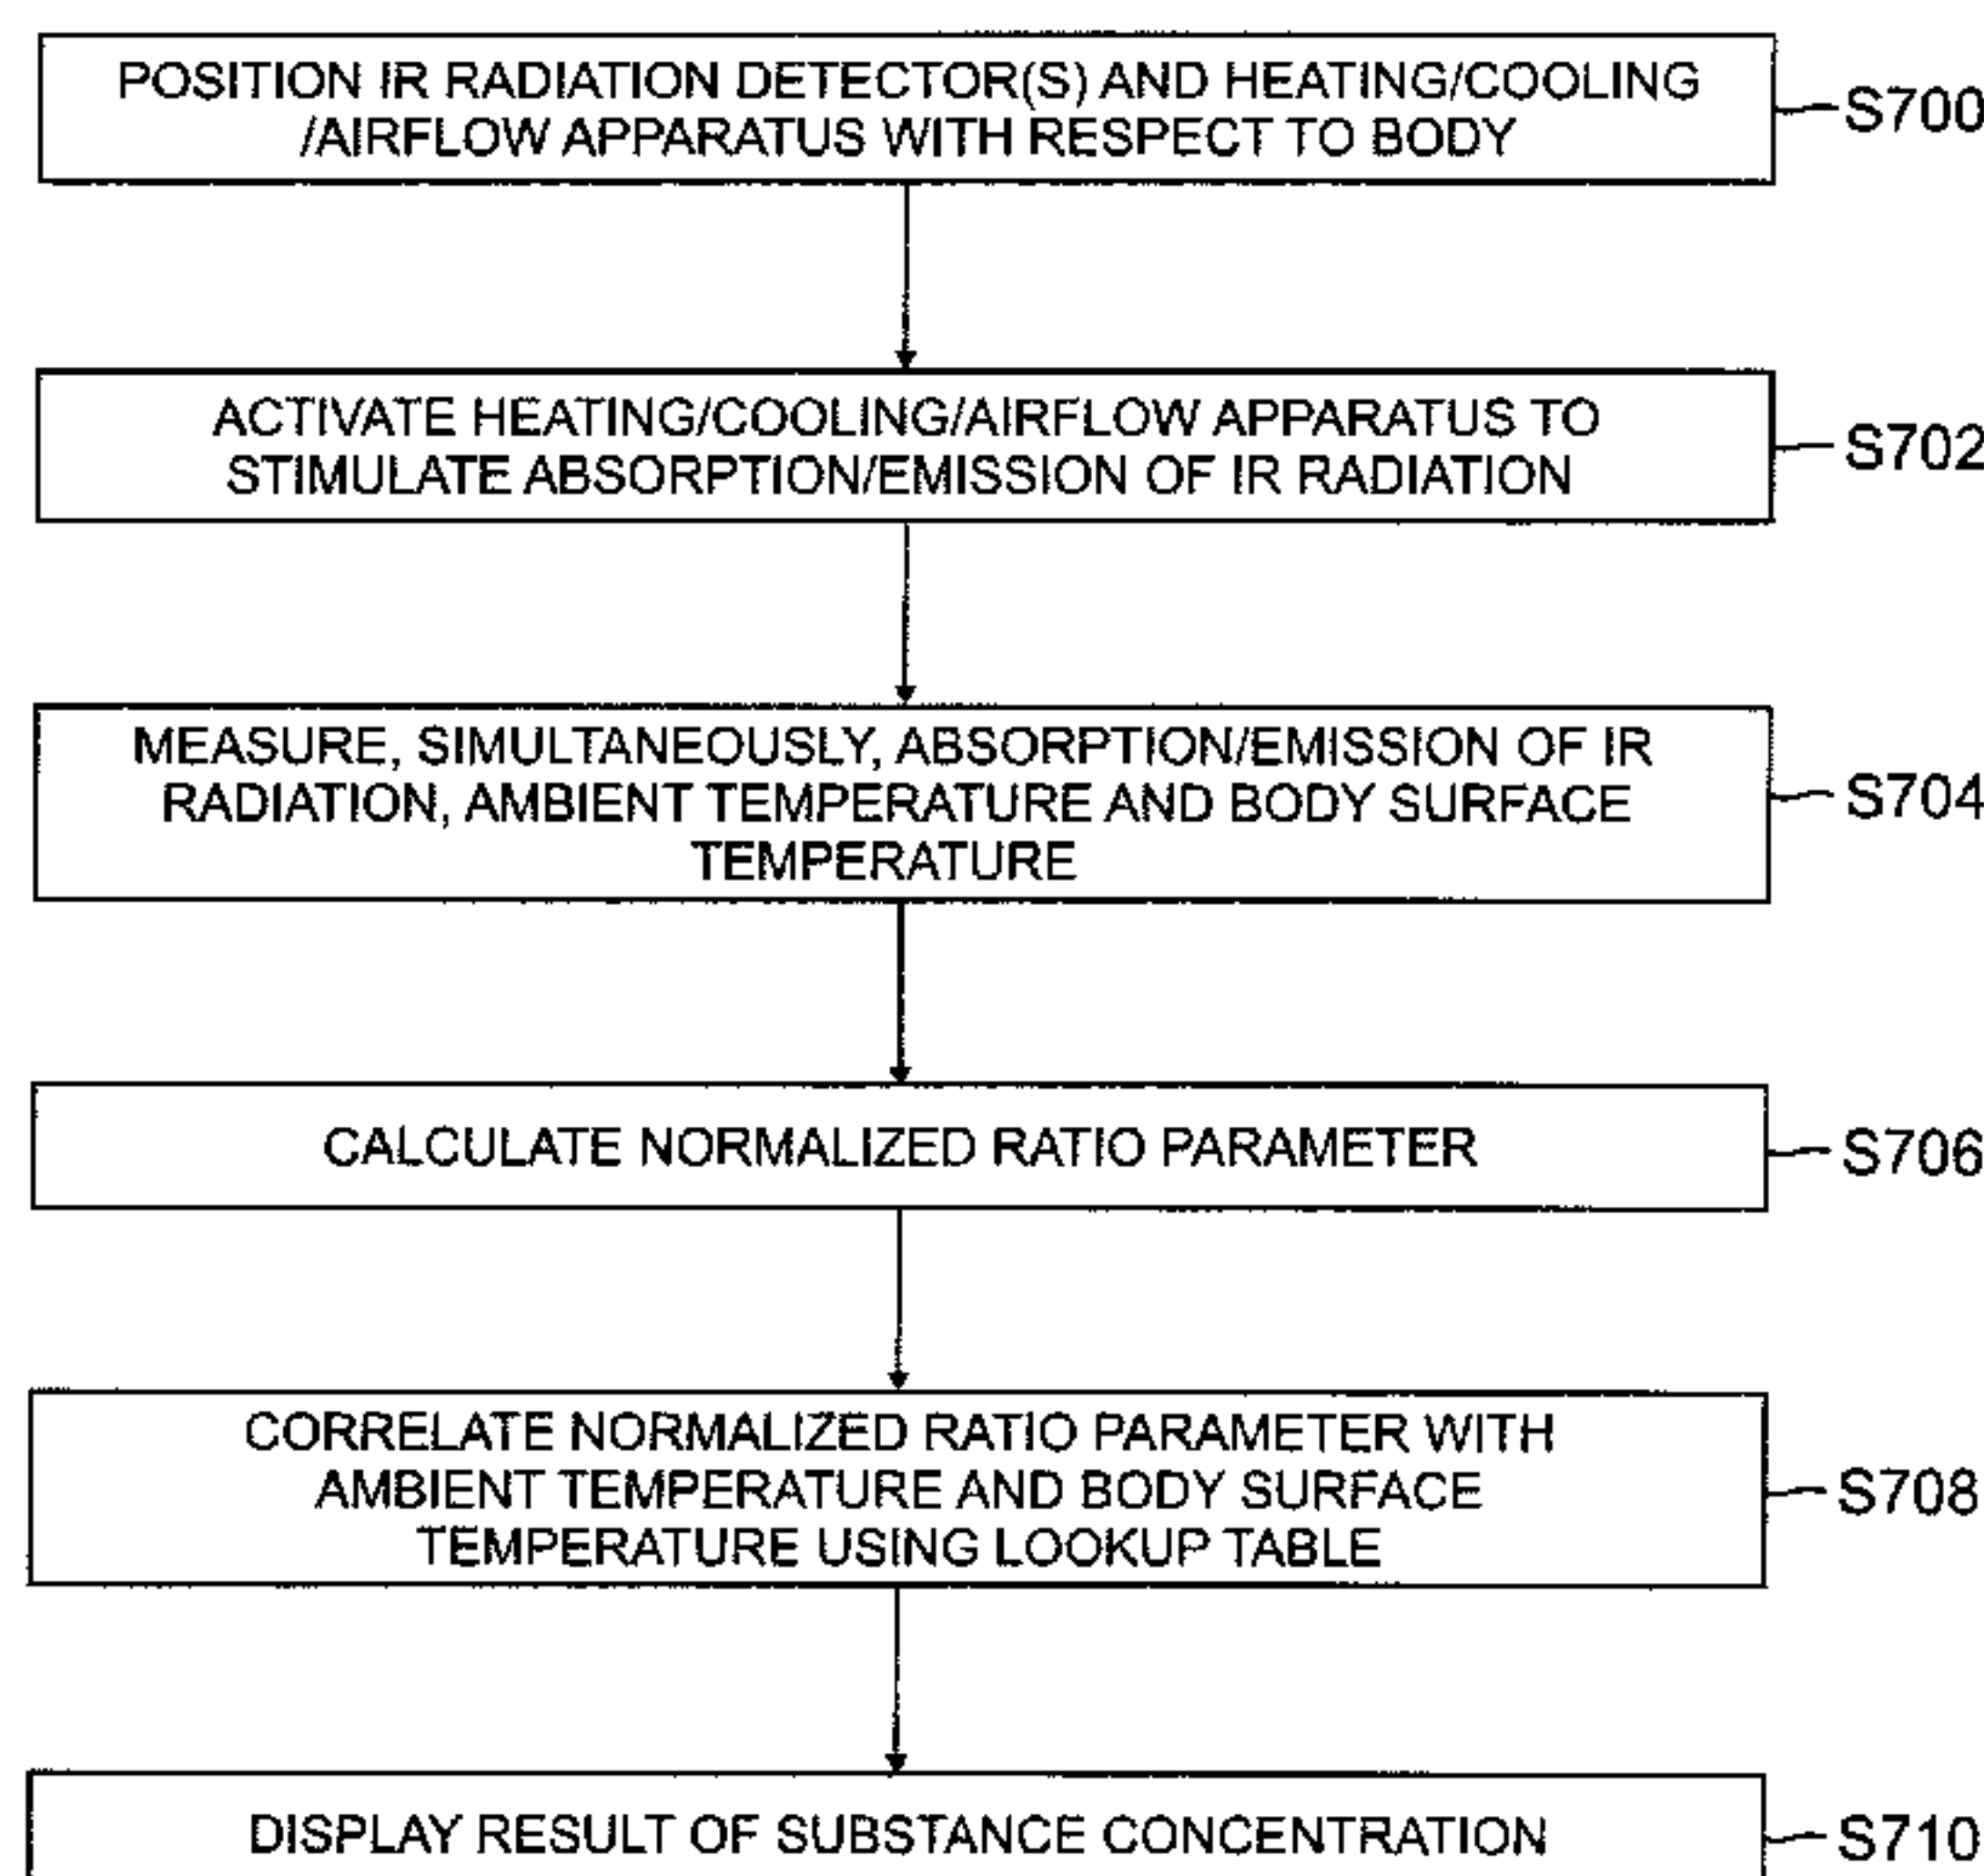 POSITION IR RADIATION DETECTOR(S) AND HEATING/COOLING
/AIRFLOW APPARATUS WITH RESPECT TO BODY
S700
ACTIVATE HEATING/COOLING/AIRFLOW APPARATUS TO
STIMULATE ABSORPTION/EMISSION OF IR RADIATION
S702
MEASURE, SIMULTANEOUSLY, ABSORPTION/EMISSION OF IR
RADIATION, AMBIENT TEMPERATURE AND BODY SURFACE
TEMPERATURE
S704
CALCULATE NORMALIZED RATIO PARAMETER
S706
CORRELATE NORMALIZED RATIO PARAMETER WITH
AMBIENT TEMPERATURE AND BODY SURFACE
TEMPERATURE USING LOOKUP TABLE
S708
DISPLAY RESULT OF SUBSTANCE CONCENTRATION
S710